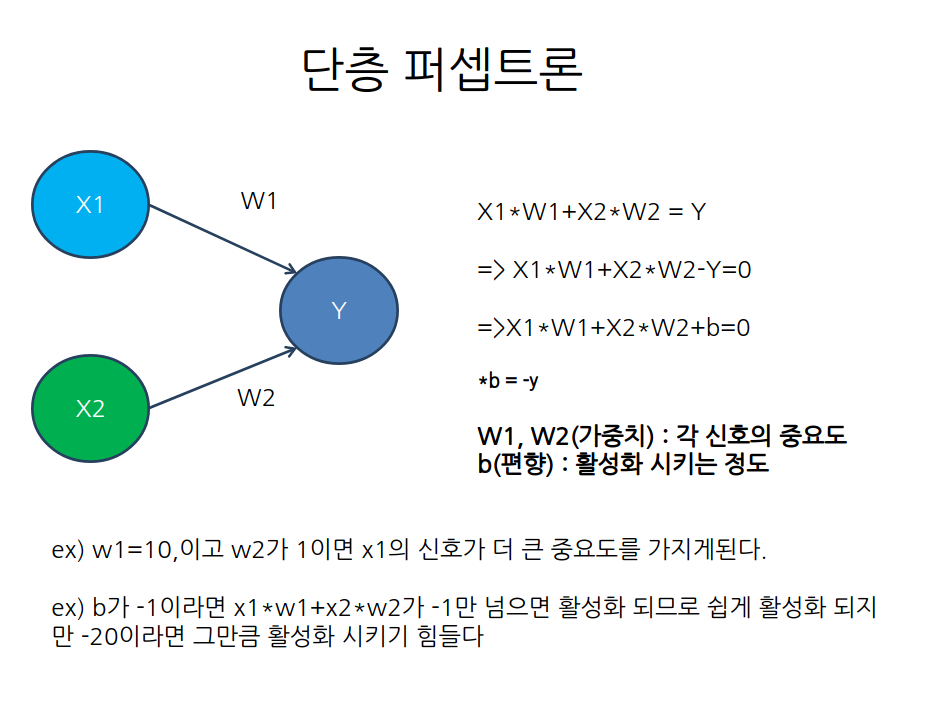 단층 퍼셉트론
X1
W1
Y
X2
W2
X1*W1+X2*W2 = Y
=> X1*W1+X2*W2-Y=0
=>X1*W1+X2*W2+b=0
*b = -y
W1, W2(가중치) : 각 신호의 중요도
b(편향) : 활성화 시키는 정도
ex) w1=10,이고 w2가 1이면 x1의 신호가 더 큰 중요도를 가지게된다.
ex) b가 -1이라면 x1*w1+x2*w2가 -1만 넘으면 활성화 되므로 쉽게 활성화 되지
만 -20이라면 그만큼 활성화 시키기 힘들다